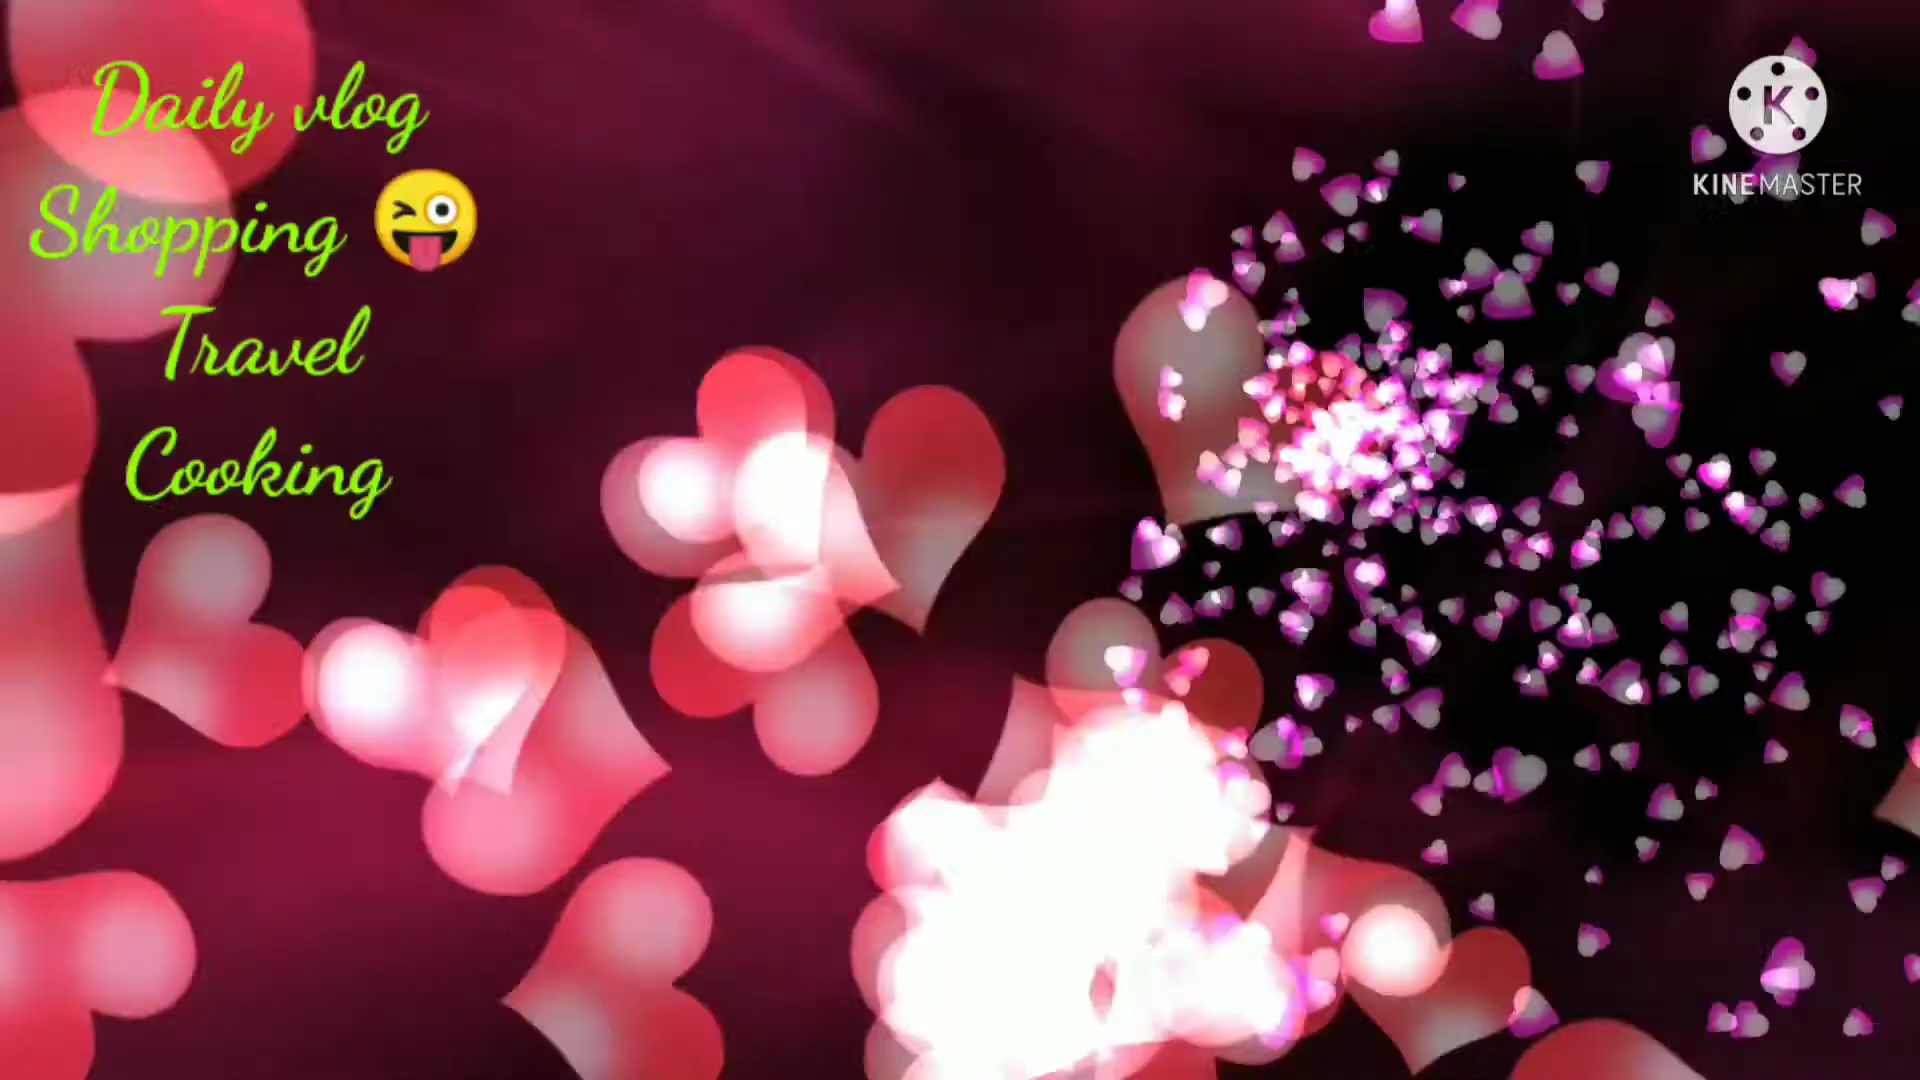 Daily vlog
Shopping 😜
Travel
Cooking
K
KINEMASTER